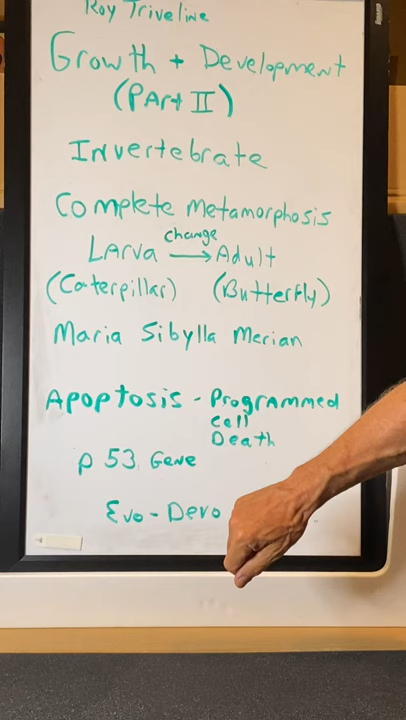 Roy Triveline
Growth + Development
(PArt II)
Invertebrate
Complete Metamorphosis
change
LArva → Adult
(Caterpillar) (Butterfly)
Maria Sibylla Merian
Apoptosis - Programmed
cell
Death
p 53 Gene
Evo - Devo